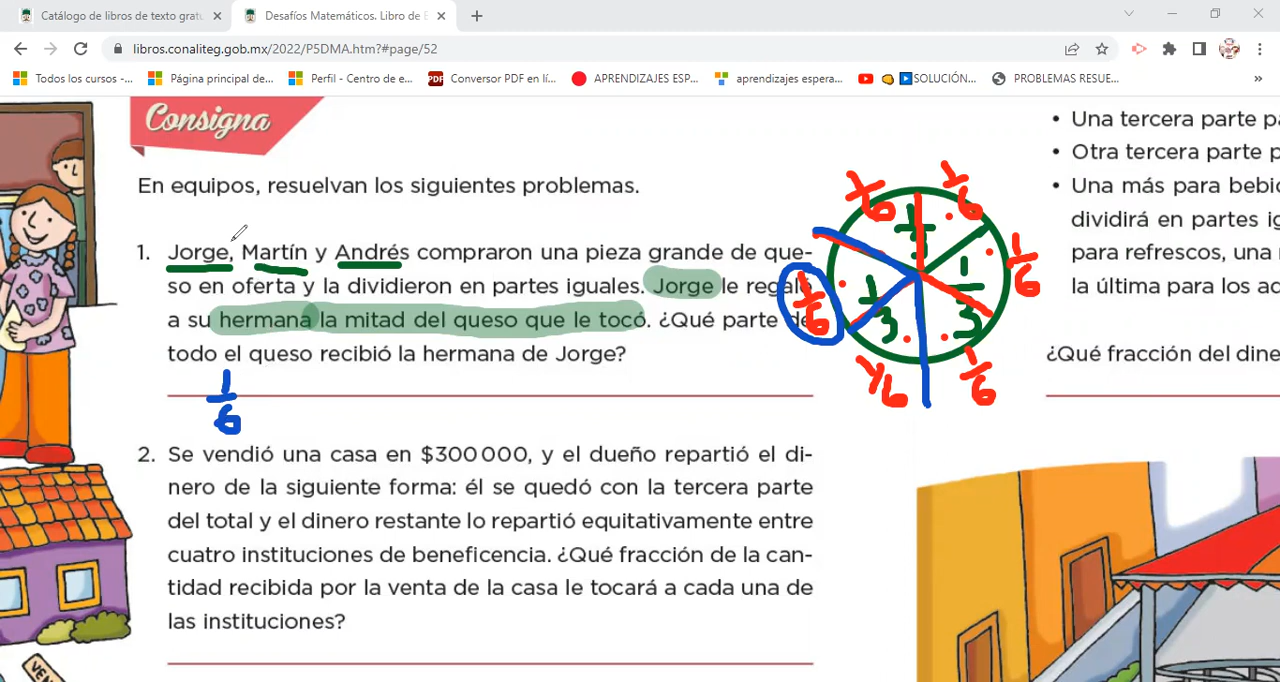 Catálogo de libros de texto gratu
Desafíos Matemáticos. Libro de E
libros.conaliteg.gob.mx/2022/P5DMA.htm?#page/52
Todos los cursos -...
Página principal de...
Perfil - Centro de e...
PDF Conversor PDF en lí...
APRENDIZAJES ESP...
aprendizajes espera...
SOLUCIÓN...
PROBLEMAS RESUE...
»
Consigna
En equipos, resuelvan los siguientes problemas.
1. Jorge, Martín y Andrés compraron una pieza grande de que-
so en oferta y la dividieron en partes iguales. Jorge le regaló
a su hermana la mitad del queso que le tocó. ¿Qué parte de
todo el queso recibió la hermana de Jorge?
1/6
1/6
1/6
1/3
1/6
1/3
1/6
1/3
1/6
1/6
2. Se vendió una casa en $300 000, y el dueño repartió el di-
nero de la siguiente forma: él se quedó con la tercera parte
del total y el dinero restante lo repartió equitativamente entre
cuatro instituciones de beneficencia. ¿Qué fracción de la can-
tidad recibida por la venta de la casa le tocará a cada una de
las instituciones?
• Una tercera parte pa
• Otra tercera parte p
• Una más para bebid
dividirá en partes ig
para refrescos, una
la última para los ad
¿Qué fracción del dine
VEN